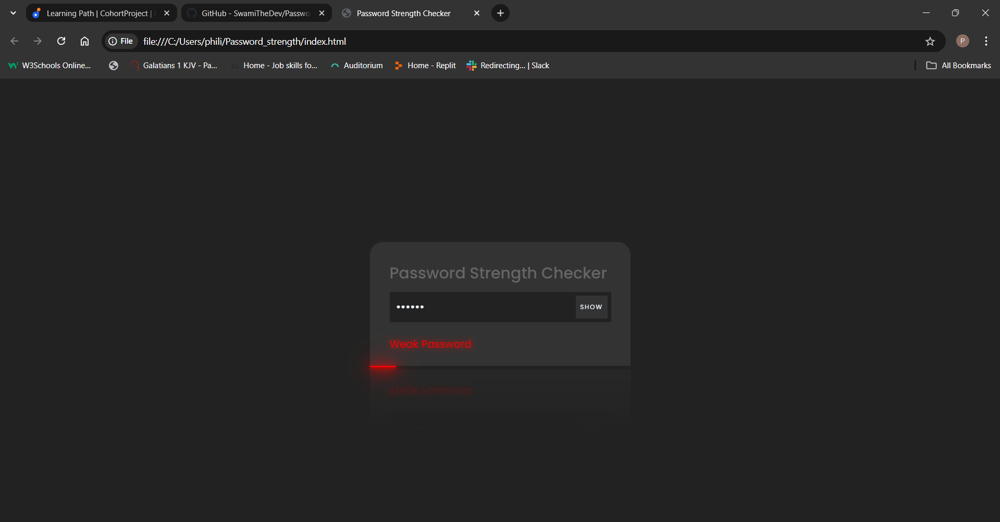 Learning Path | CohortProject |
GitHub - SwamiTheDev/Passwo
Password Strength Checker
File
file:///C:/Users/phili/Password_strength/index.html
P
W3Schools Online...
Galatians 1 KJV - Pa...
Home - Job skills fo...
Auditorium
Home - Replit
Redirecting... | Slack
All Bookmarks
Password Strength Checker
••••••
SHOW
Weak Password
Weak Password